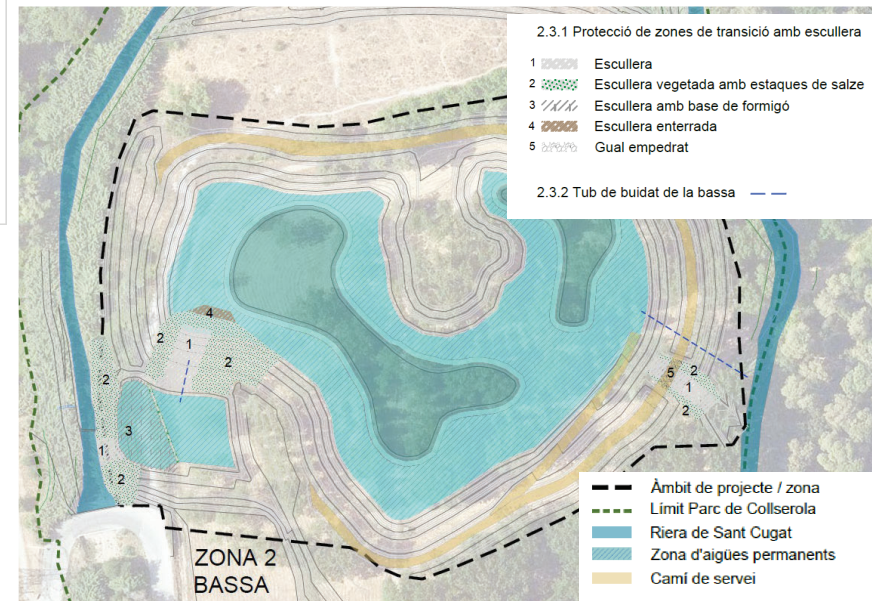 2.3.1 Protecció de zones de transició amb escullera
1 Escullera
2 Escullera vegetada amb estaques de salze
3 Escullera amb base de formigó
4 Escullera enterrada
5 Gual empedrat
2.3.2 Tub de buidat de la bassa
4
2
1
2
2
3
1
2
5
2
1
2
ZONA 2
BASSA
Àmbit de projecte / zona
Límit Parc de Collserola
Riera de Sant Cugat
Zona d'aigües permanents
Camí de servei